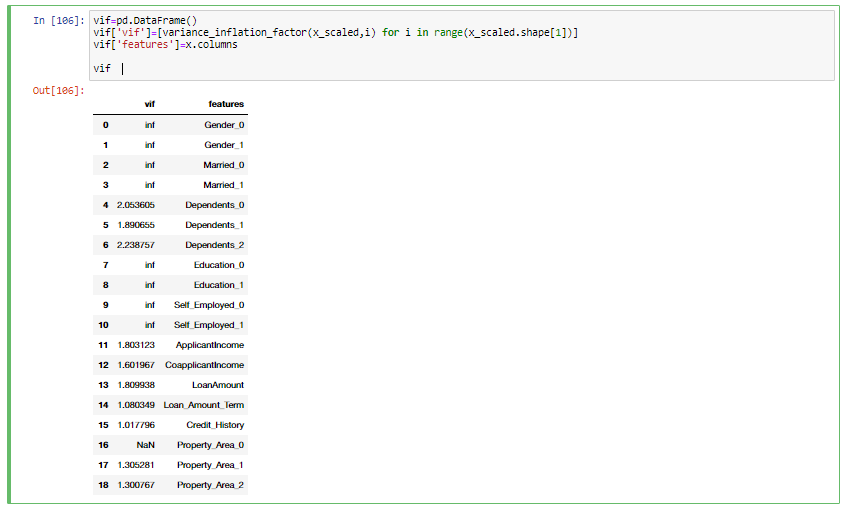 In [106]: vif=pd.DataFrame()
vif['vif']=[variance_inflation_factor(x_scaled,i) for i in range(x_scaled.shape[1])]
vif['features']=x.columns
vif
Out[106]:
vif features
0 inf Gender_0
1 inf Gender_1
2 inf Married_0
3 inf Married_1
4 2.053605 Dependents_0
5 1.890655 Dependents_1
6 2.238757 Dependents_2
7 inf Education_0
8 inf Education_1
9 inf Self_Employed_0
10 inf Self_Employed_1
11 1.803123 ApplicantIncome
12 1.601967 CoapplicantIncome
13 1.809938 LoanAmount
14 1.080349 Loan_Amount_Term
15 1.017796 Credit_History
16 NaN Property_Area_0
17 1.305281 Property_Area_1
18 1.300767 Property_Area_2